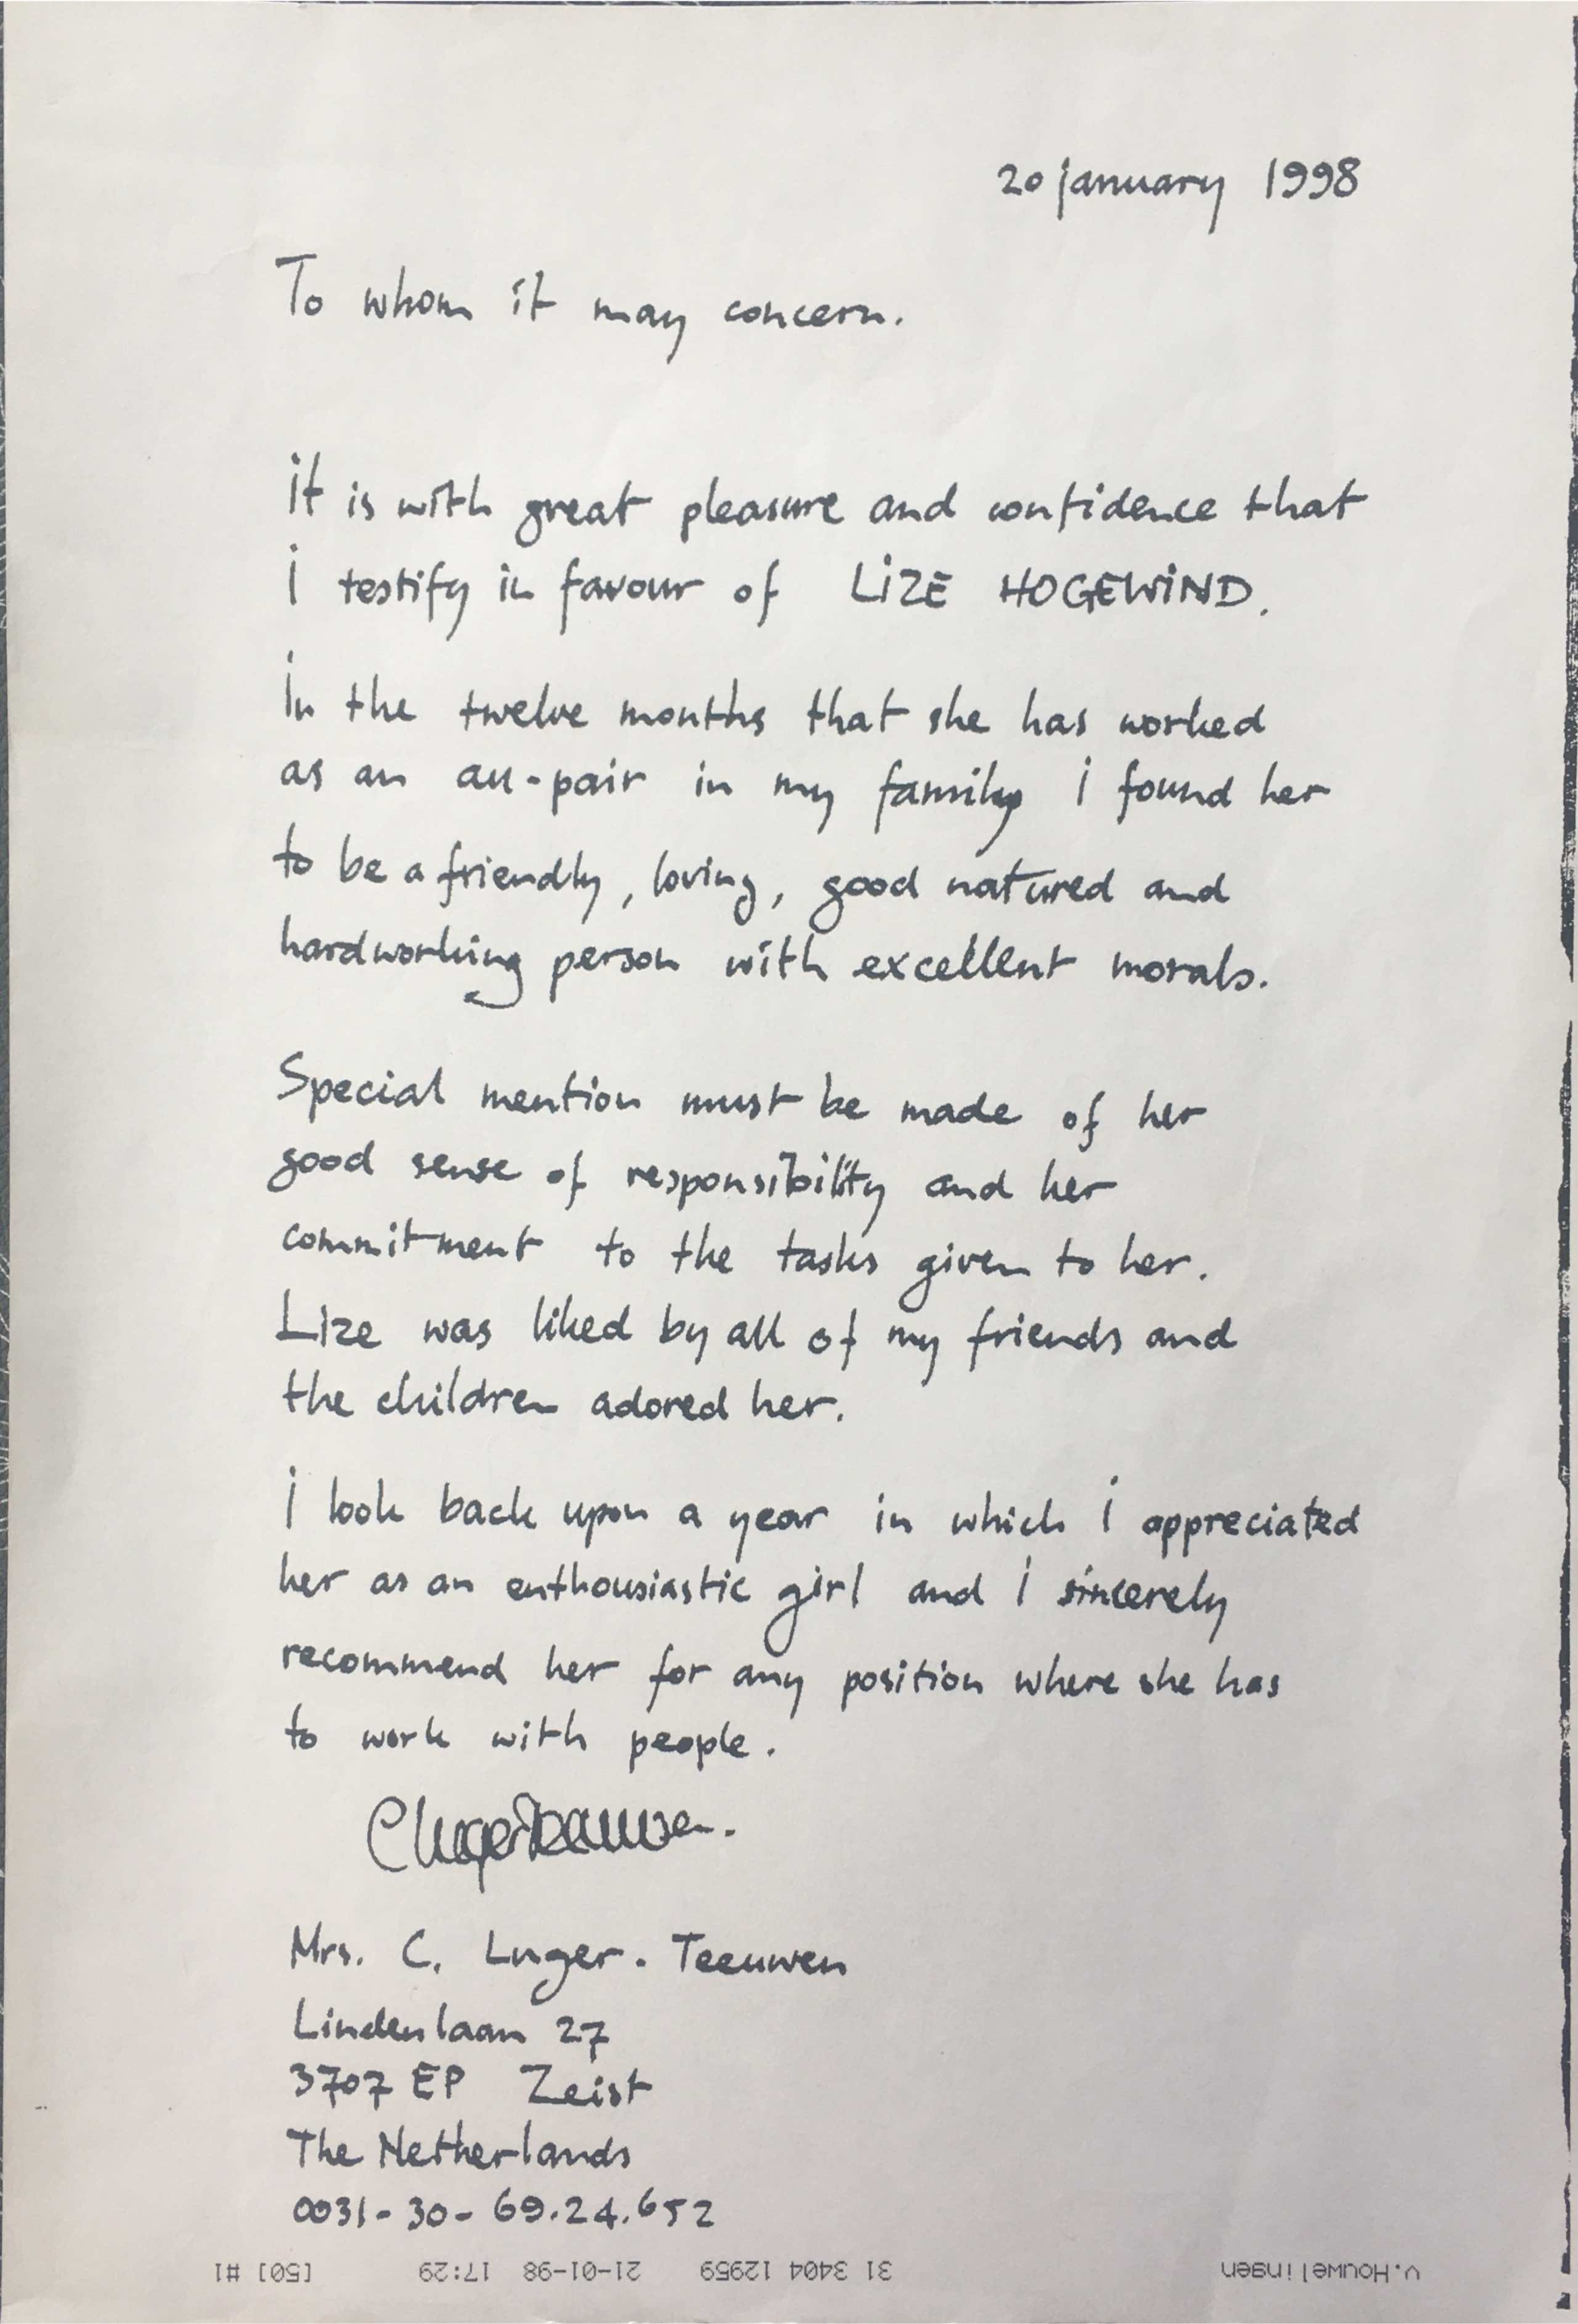 20 january 1998
To whom it may concern.
it is with great pleasure and confidence that
i testify in favour of LiZE HOGEWiND.
in the twelve months that she has worked
as an au-pair in my family i found her
to be a friendly, loving, good natured and
hardworking person with excellent morals.
Special mention must be made of her
good sense of responsibility and her
commitment to the tasks given to her.
Lize was liked by all of my friends and
the children adored her.
i look back upon a year in which i appreciated
her as an enthousiastic girl and i sincerely
recommend her for any position where she has
to work with people.
Mrs. C. Luger - Teeuwen
Lindenlaan 27
3707 EP Zeist
The Netherlands
0031-30-69.24.652
v.Houwelingen 31 3404 12959 21-01-98 17:29 [50] #1